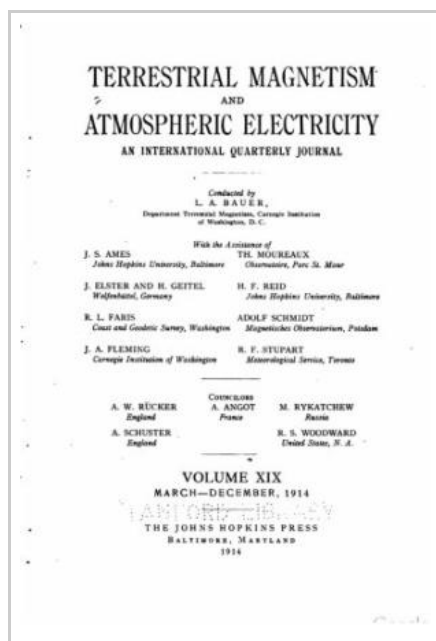 TERRESTRIAL MAGNETISM
AND
ATMOSPHERIC ELECTRICITY
AN INTERNATIONAL QUARTERLY JOURNAL
Conducted by
L. A. BAUER,
Department Terrestrial Magnetism, Carnegie Institution
of Washington, D. C.
With the Assistance of
J. S. AMES
Johns Hopkins University, Baltimore
TH. MOUREAUX
Observatoire, Parc St. Maur
J. ELSTER AND H. GEITEL
Wolfenbüttel, Germany
H. F. REID
Johns Hopkins University, Baltimore
R. L. FARIS
Coast and Geodetic Survey, Washington
ADOLF SCHMIDT
Magnetisches Observatorium, Potsdam
J. A. FLEMING
Carnegie Institution of Washington
R. F. STUPART
Meteorological Service, Toronto
COUNCILORS
A. W. RÜCKER
England
A. ANGOT
France
M. RYKATCHEW
Russia
A. SCHUSTER
England
R. S. WOODWARD
United States, N. A.
VOLUME XIX
MARCH—DECEMBER, 1914
STANFORD LIBRARY
THE JOHNS HOPKINS PRESS
BALTIMORE, MARYLAND
1914